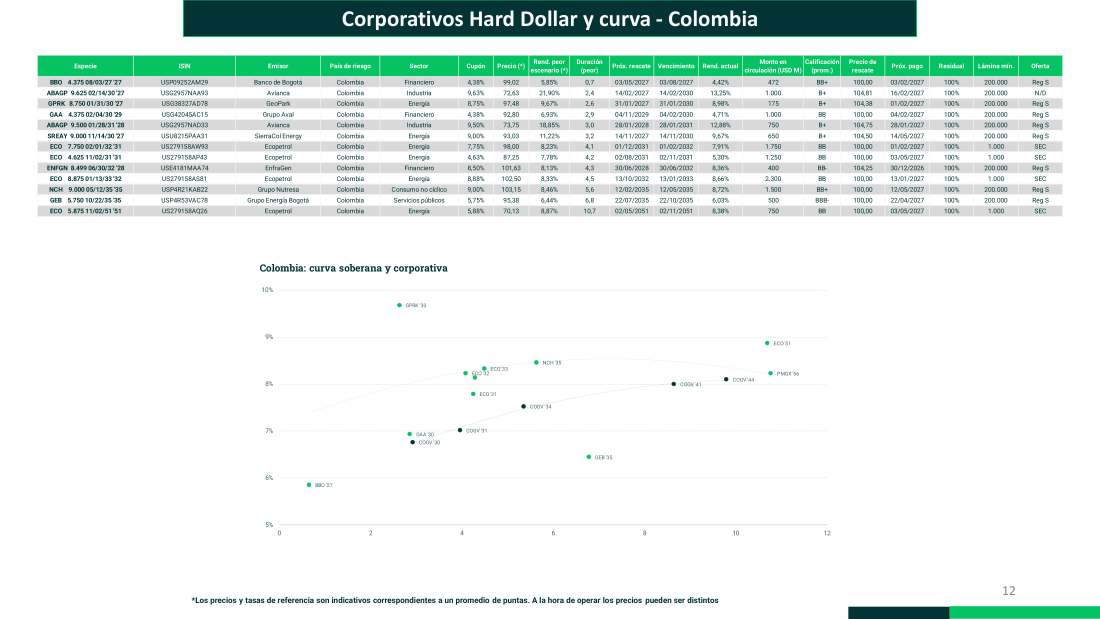 Corporativos Hard Dollar y curva - Colombia
Especie ISIN Emisor País de riesgo Sector Cupón Precio (*) Rend. peor escenario (*) Duración (peor) Próx. rescate Vencimiento Rend. actual Monto en circulación (USD M) Calificación (prom.) Precio de rescate Próx. pago Residual Lámina mín. Oferta
BBO 4.375 08/03/27 '27 USP09252AM29 Banco de Bogotá Colombia Financiero 4,38% 99,02 5,85% 0,7 03/05/2027 03/08/2027 4,42% 472 BB+ 100,00 03/02/2027 100% 200.000 Reg S
ABAGP 9.625 02/14/30 '27 USG2957NAA93 Avianca Colombia Industria 9,63% 72,63 21,90% 2,4 14/02/2027 14/02/2030 13,25% 1.000 B+ 104,81 16/02/2027 100% 200.000 N/D
GPRK 8.750 01/31/30 '27 USG38327AD78 GeoPark Colombia Energía 8,75% 97,48 9,67% 2,6 31/01/2027 31/01/2030 8,98% 175 B+ 104,38 01/02/2027 100% 200.000 Reg S
GAA 4.375 02/04/30 '29 USG42045AC15 Grupo Aval Colombia Financiero 4,38% 92,80 6,93% 2,9 04/11/2029 04/02/2030 4,71% 1.000 BB 100,00 04/02/2027 100% 200.000 Reg S
ABAGP 9.500 01/28/31 '28 USG2957NAD33 Avianca Colombia Industria 9,50% 73,75 18,85% 3,0 28/01/2028 28/01/2031 12,88% 750 B+ 104,75 28/01/2027 100% 200.000 Reg S
SREAY 9.000 11/14/30 '27 USU8215PAA31 SierraCol Energy Colombia Energía 9,00% 93,03 11,22% 3,2 14/11/2027 14/11/2030 9,67% 650 B+ 104,50 14/05/2027 100% 200.000 Reg S
ECO 7.750 02/01/32 '31 US279158AW93 Ecopetrol Colombia Energía 7,75% 98,00 8,23% 4,1 01/12/2031 01/02/2032 7,91% 1.750 BB 100,00 01/02/2027 100% 1.000 SEC
ECO 4.625 11/02/31 '31 US279158AP43 Ecopetrol Colombia Energía 4,63% 87,25 7,78% 4,2 02/08/2031 02/11/2031 5,30% 1.250 BB 100,00 03/05/2027 100% 1.000 SEC
ENFGN 8.499 06/30/32 '28 USE4181MAA74 EnfraGen Colombia Financiero 8,50% 101,63 8,13% 4,3 30/06/2028 30/06/2032 8,36% 400 BB- 104,25 30/12/2026 100% 1.000 Reg S
ECO 8.875 01/13/33 '32 US279158AS81 Ecopetrol Colombia Energía 8,88% 102,50 8,33% 4,5 13/10/2032 13/01/2033 8,66% 2.300 BB 100,00 13/01/2027 100% 1.000 SEC
NCH 9.000 05/12/35 '35 USP4R21KAB22 Grupo Nutresa Colombia Consumo no cíclico 9,00% 103,15 8,46% 5,6 12/02/2035 12/05/2035 8,72% 1.500 BB+ 100,00 12/05/2027 100% 200.000 Reg S
GEB 5.750 10/22/35 '35 USP4R53VAC78 Grupo Energía Bogotá Colombia Servicios públicos 5,75% 95,38 6,44% 6,8 22/07/2035 22/10/2035 6,03% 500 BBB- 100,00 22/04/2027 100% 200.000 Reg S
ECO 5.875 11/02/51 '51 US279158AQ26 Ecopetrol Colombia Energía 5,88% 70,13 8,87% 10,7 02/05/2051 02/11/2051 8,38% 750 BB 100,00 03/05/2027 100% 1.000 SEC
Colombia: curva soberana y corporativa
10%
GPRK '30
9%
ECO '51
NCH '35
ECO '33
ECO '32
PMGX '56
COGV '44
8%
COGV '41
ECO '31
COGV '34
7%
COGV '31
GAA '30
COGV '30
GEB '35
6%
BBO '27
5%
0 2 4 6 8 10 12
*Los precios y tasas de referencia son indicativos correspondientes a un promedio de puntas. A la hora de operar los precios pueden ser distintos
12